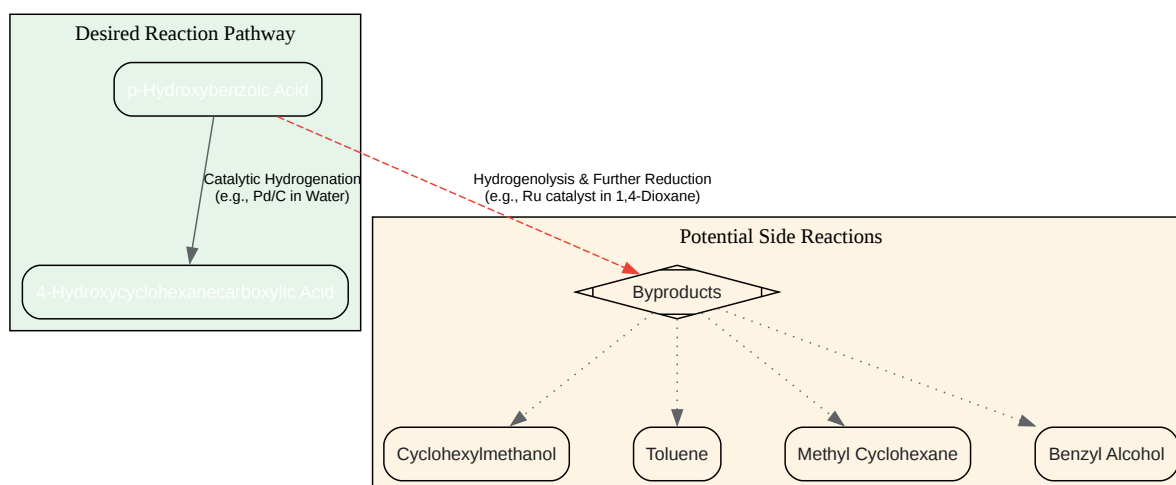 Desired Reaction Pathway
p-Hydroxybenzoic Acid
Catalytic Hydrogenation
(e.g., Pd/C in Water)
Hydrogenolysis & Further Reduction
(e.g., Ru catalyst in 1,4-Dioxane)
4-Hydroxycyclohexanecarboxylic Acid
Potential Side Reactions
Byproducts
Cyclohexylmethanol
Toluene
Methyl Cyclohexane
Benzyl Alcohol